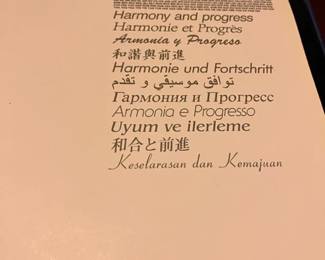 Harmony and progress
Harmonie et Progrès
Armonía y Progreso
和諧與前進
Harmonie und Fortschritt
توافق موسيقي و تقدم
Гармония и Прогресс
Armonia e Progresso
Uyum ve ilerleme
和合と前進
Keselarasan dan Kemajuan